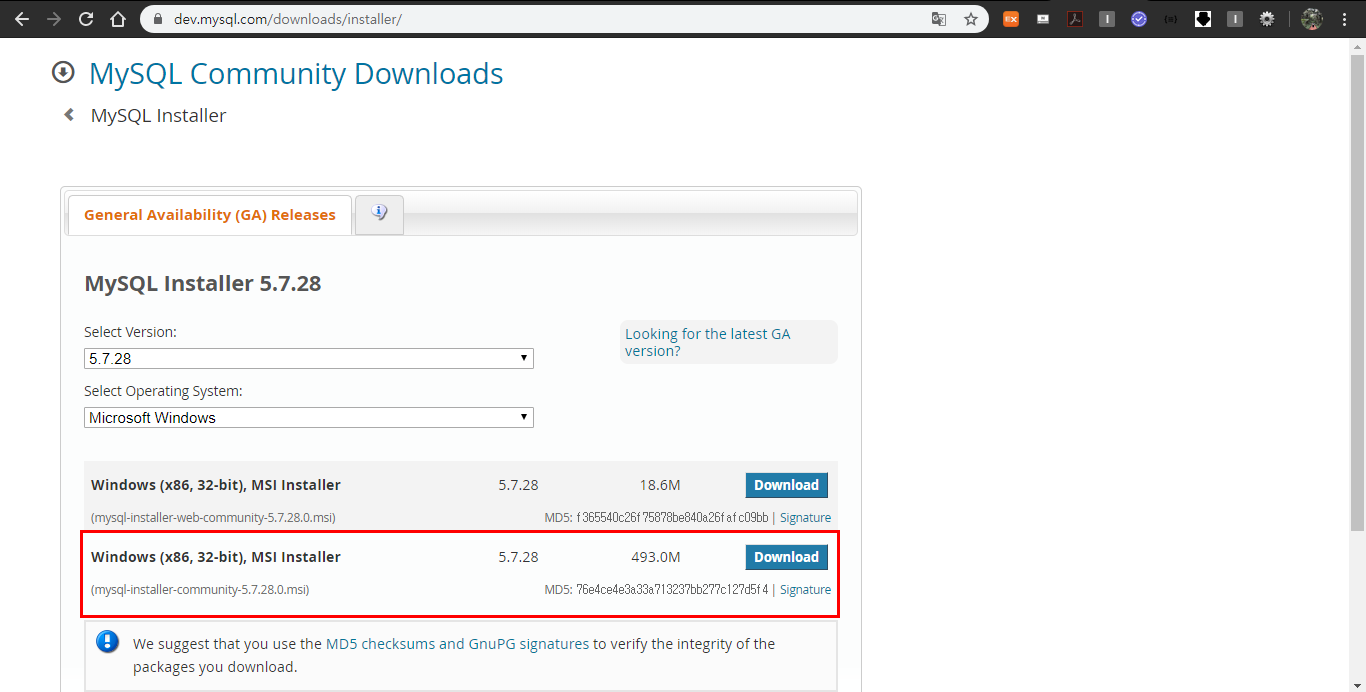 dev.mysql.com/downloads/installer/
MySQL Community Downloads
MySQL Installer
General Availability (GA) Releases
MySQL Installer 5.7.28
Select Version:
5.7.28
Looking for the latest GA
version?
Select Operating System:
Microsoft Windows
Windows (x86, 32-bit), MSI Installer 5.7.28 18.6M Download
(mysql-installer-web-community-5.7.28.0.msi) MD5: f365540c26f75878be840a26fafc09bb | Signature
Windows (x86, 32-bit), MSI Installer 5.7.28 493.0M Download
(mysql-installer-community-5.7.28.0.msi) MD5: 76e4ce4e3a33a713237bb277c127d5f4 | Signature
We suggest that you use the MD5 checksums and GnuPG signatures to verify the integrity of the
packages you download.